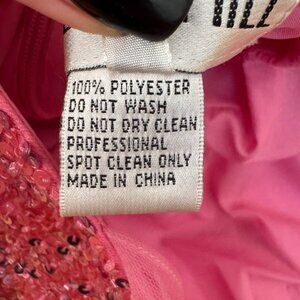 100% POLYESTER
DO NOT WASH
DO NOT DRY CLEAN
PROFESSIONAL
SPOT CLEAN ONLY
MADE IN CHINA